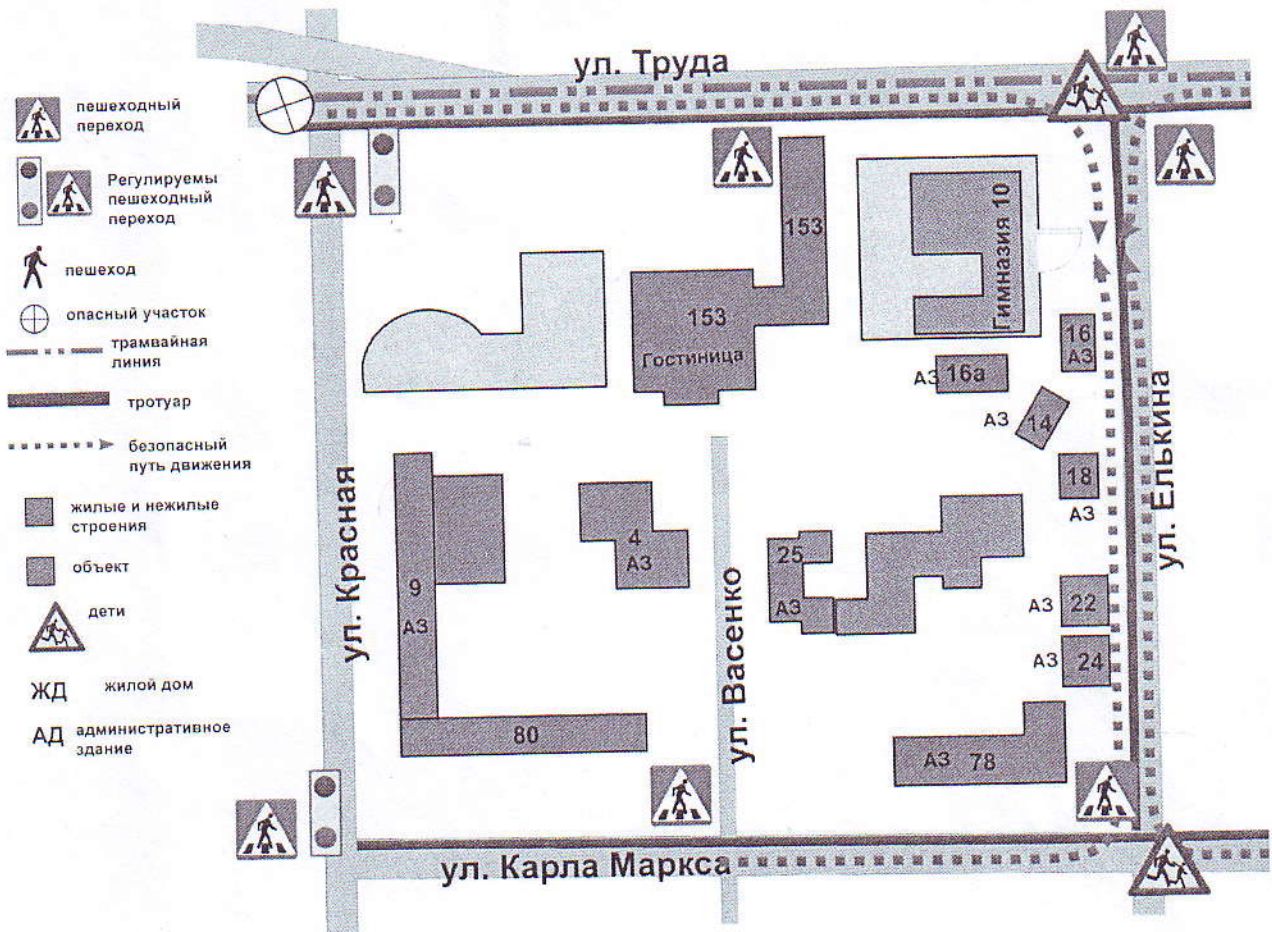 ул. Труда
пешеходный
переход
Регулируемы
пешеходный
переход
пешеход
опасный участок
трамвайная
линия
тротуар
безопасный
путь движения
жилые и нежилые
строения
объект
дети
ЖД жилой дом
АД административное
здание
153
Гимназия 10
153
Гостиница
16
АЗ
АЗ 16а
АЗ 14
18
АЗ
ул. Красная
ул. Елькина
4
АЗ
25
АЗ
9
АЗ
АЗ 22
АЗ 24
ул. Васенко
80
АЗ 78
ул. Карла Маркса